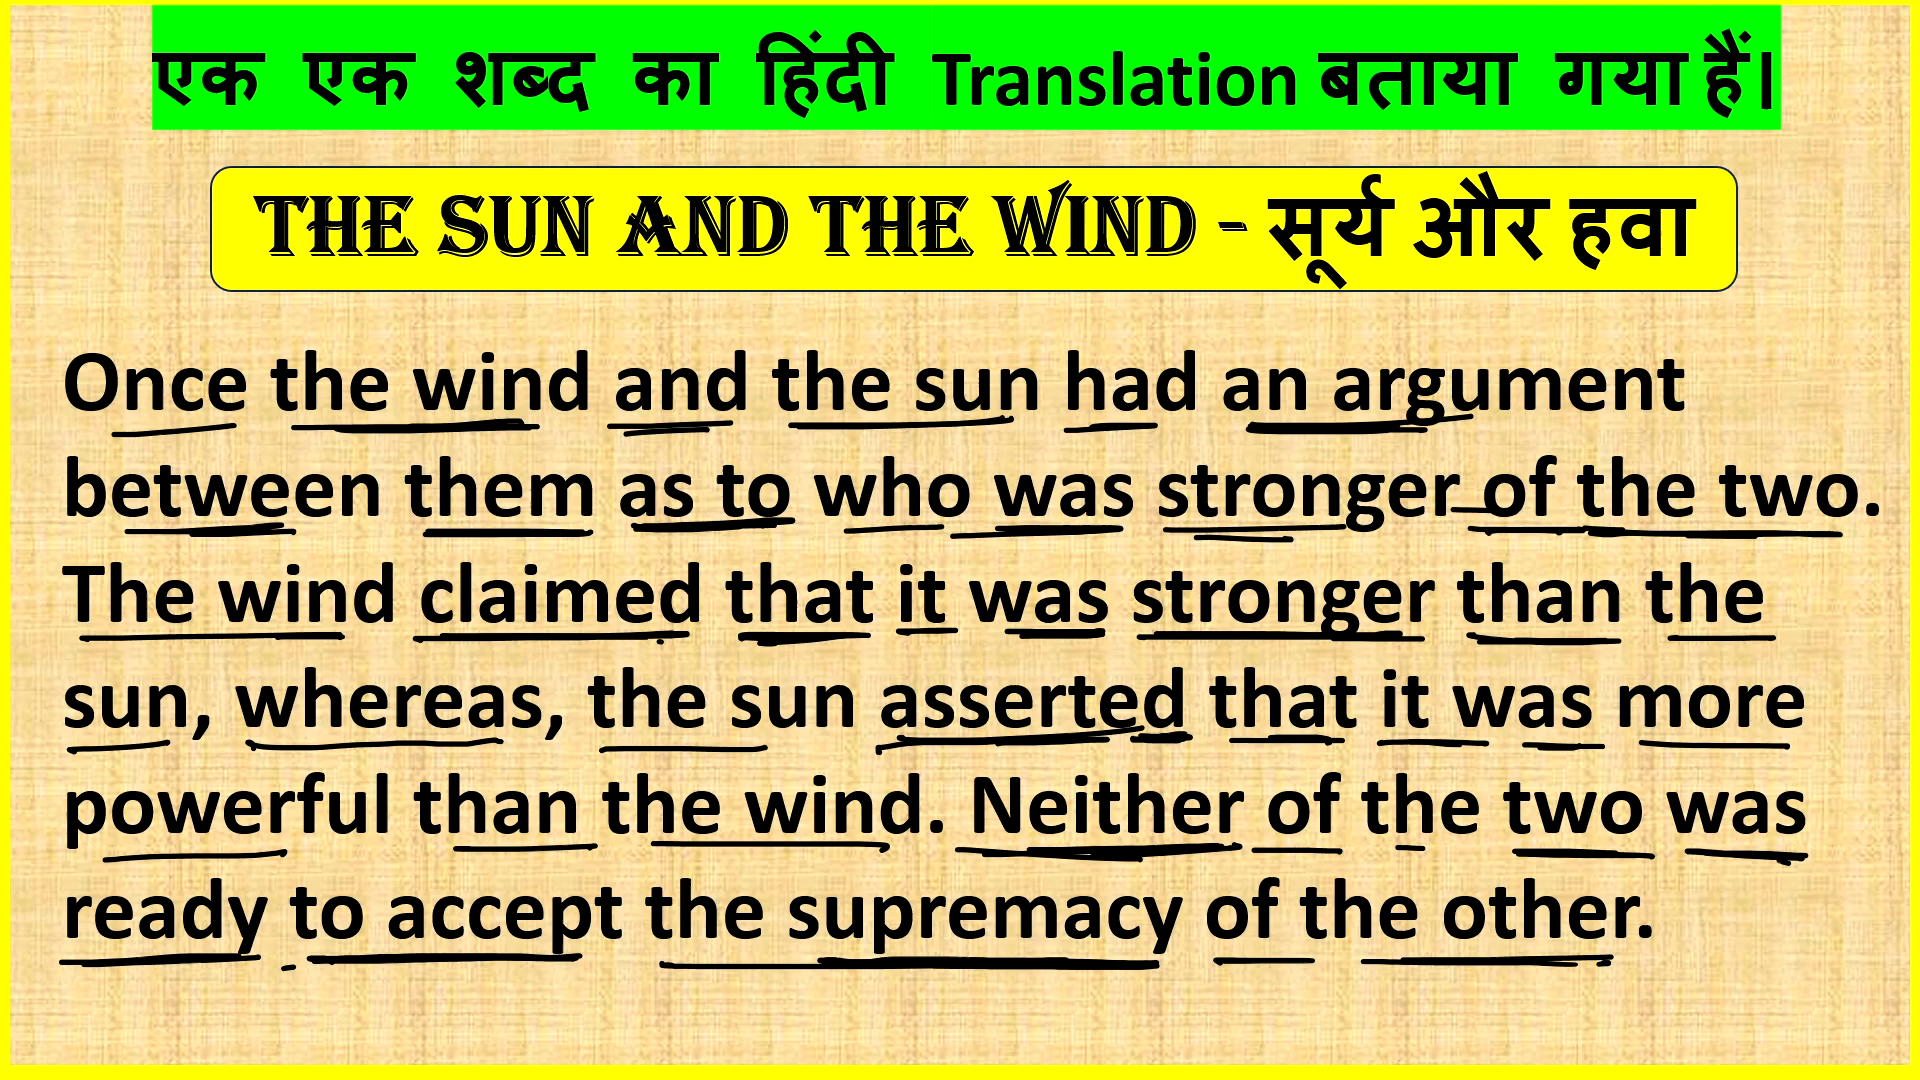 एक एक शब्द का हिंदी Translation बताया गया हैं।
THE SUN AND THE WIND - सूर्य और हवा
Once the wind and the sun had an argument
between them as to who was stronger of the two.
The wind claimed that it was stronger than the
sun, whereas, the sun asserted that it was more
powerful than the wind. Neither of the two was
ready to accept the supremacy of the other.